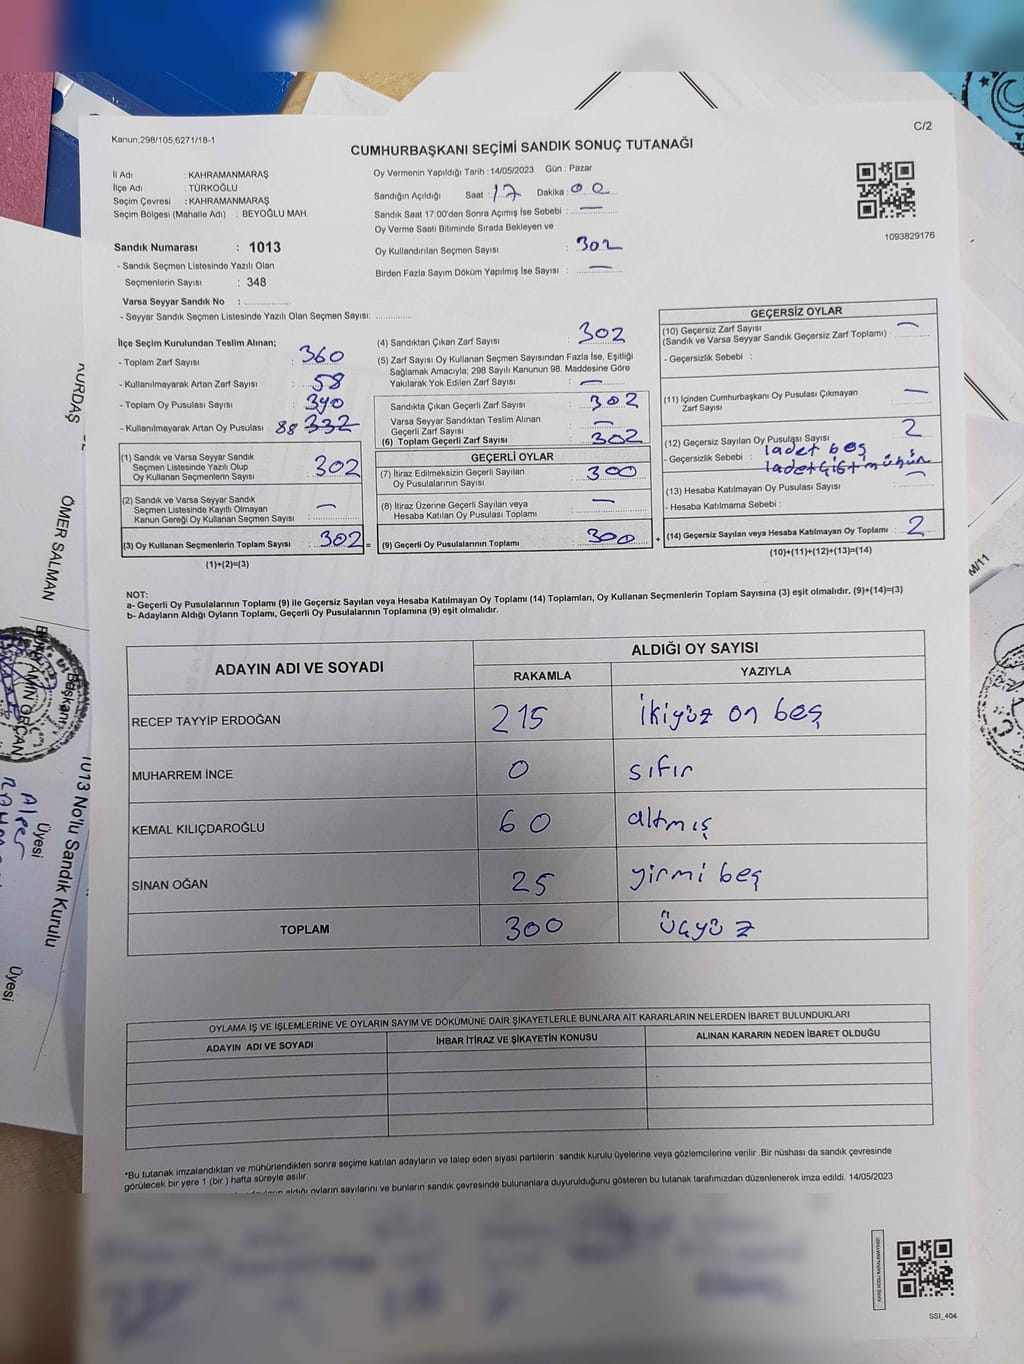 C/2
Kanun:298/105,6271/18-1
CUMHURBAŞKANI SEÇİMİ SANDIK SONUÇ TUTANAĞI
İl Adı : KAHRAMANMARAŞ
İlçe Adı : TÜRKOĞLU
Seçim Çevresi : KAHRAMANMARAŞ
Seçim Bölgesi (Mahalle Adı) : BEYOĞLU MAH.
Sandık Numarası : 1013
- Sandık Seçmen Listesinde Yazılı Olan
Seçmenlerin Sayısı : 348
Varsa Seyyar Sandık No : ..............
- Seyyar Sandık Seçmen Listesinde Yazılı Olan Seçmen Sayısı: ............
Oy Vermenin Yapıldığı Tarih : 14/05/2023 Gün : Pazar
Sandığın Açıldığı Saat : 17 Dakika : 00
Sandık Saat 17:00'den Sonra Açımış İse Sebebi : —
Oy Verme Saati Bitiminde Sırada Bekleyen ve
Oy Kullandırılan Seçmen Sayısı : 302
Birden Fazla Sayım Döküm Yapılmış İse Sayısı : —
1093829176
İlçe Seçim Kurulundan Teslim Alınan;
- Toplam Zarf Sayısı : 360
- Kullanılmayarak Artan Zarf Sayısı : 58
- Toplam Oy Pusulası Sayısı : 390
- Kullanılmayarak Artan Oy Pusulası : 88 332
(1) Sandık ve Varsa Seyyar Sandık
Seçmen Listesinde Yazılı Olup
Oy Kullanan Seçmenlerin Sayısı : 302
(2) Sandık ve Varsa Seyyar Sandık
Seçmen Listesinde Kayıtlı Olmayan
Kanun Gereği Oy Kullanan Seçmen Sayısı : —
(3) Oy Kullanan Seçmenlerin Toplam Sayısı : 302 =
(1)+(2)=(3)
(4) Sandıktan Çıkan Zarf Sayısı : 302
(5) Zarf Sayısı Oy Kullanan Seçmen Sayısından Fazla İse, Eşitliği
Sağlamak Amacıyla; 298 Sayılı Kanunun 98. Maddesine Göre
Yakılarak Yok Edilen Zarf Sayısı : —
Sandıkta Çıkan Geçerli Zarf Sayısı : 302
Varsa Seyyar Sandıktan Teslim Alınan
Geçerli Zarf Sayısı : —
(6) Toplam Geçerli Zarf Sayısı : 302
GEÇERLİ OYLAR
(7) İtiraz Edilmeksizin Geçerli Sayılan
Oy Pusulalarının Sayısı : 300
(8) İtiraz Üzerine Geçerli Sayılan veya
Hesaba Katılan Oy Pusulası Toplamı : —
(9) Geçerli Oy Pusulalarının Toplamı : 300 +
GEÇERSİZ OYLAR
(10) Geçersiz Zarf Sayısı
(Sandık ve Varsa Seyyar Sandık Geçersiz Zarf Toplamı) : —
- Geçersizlik Sebebi :
(11) İçinden Cumhurbaşkanı Oy Pusulası Çıkmayan
Zarf Sayısı : —
(12) Geçersiz Sayılan Oy Pusulası Sayısı : 2
- Geçersizlik Sebebi : 1adet boş
1adet çift mühür
(13) Hesaba Katılmayan Oy Pusulası Sayısı : —
- Hesaba Katılmama Sebebi :
(14) Geçersiz Sayılan veya Hesaba Katılmayan Oy Toplamı : 2
(10)+(11)+(12)+(13)=(14)
NOT:
a- Geçerli Oy Pusulalarının Toplamı (9) ile Geçersiz Sayılan veya Hesaba Katılmayan Oy Toplamı (14) Toplamları, Oy Kullanan Seçmenlerin Toplam Sayısına (3) eşit olmalıdır. (9)+(14)=(3)
b- Adayların Aldığı Oyların Toplamı, Geçerli Oy Pusulalarının Toplamına (9) eşit olmalıdır.
ADAYIN ADI VE SOYADI ALDIĞI OY SAYISI
RAKAMLA YAZIYLA
RECEP TAYYİP ERDOĞAN 215 ikiyüz on beş
MUHARREM İNCE 0 sıfır
KEMAL KILIÇDAROĞLU 60 altmış
SİNAN OĞAN 25 yirmi beş
TOPLAM 300 üçyüz
OYLAMA İŞ VE İŞLEMLERİNE VE OYLARIN SAYIM VE DÖKÜMÜNE DAİR ŞİKAYETLERLE BUNLARA AİT KARARLARIN NELERDEN İBARET BULUNDUKLARI
ADAYIN ADI VE SOYADI İHBAR İTİRAZ VE ŞİKAYETİN KONUSU ALINAN KARARIN NEDEN İBARET OLDUĞU
*Bu tutanak imzalandıktan ve mühürlendikten sonra seçime katılan adayların ve talep eden siyasi partilerin sandık kurulu üyelerine veya gözlemcilerine verilir .Bir nüshası da sandık çevresinde
görülecek bir yere 1 (bir ) hafta süreyle asılır.
aldığı oyların sayılarını ve bunların sandık çevresinde bulunanlara duyurulduğunu gösteren bu tutanak tarafımızdan düzenlenerek imza edildi. 14/05/2023
SS1_404
KURDAŞ
ÖMER SALMAN
Başkanı
1013 No'lu Sandık Kurulu
Üyesi
Alper
Üyesi
M/11